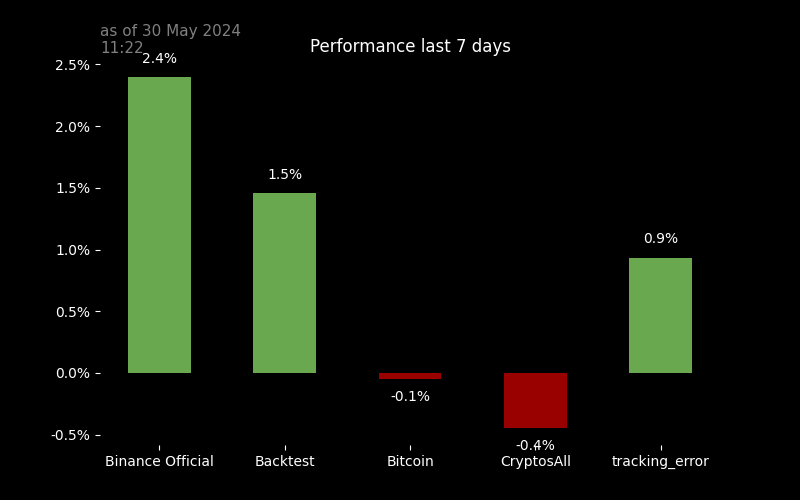 as of 30 May 2024
11:22
Performance last 7 days
2.5%
2.0%
1.5%
1.0%
0.5%
0.0%
-0.5%
2.4%
1.5%
-0.1%
-0.4%
0.9%
Binance Official
Backtest
Bitcoin
CryptosAll
tracking_error